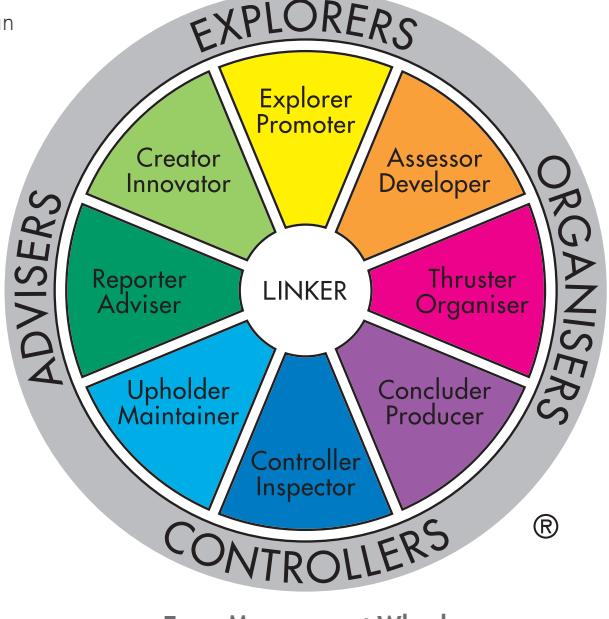 EXPLORERS
Explorer
Promoter
Creator
Innovator
Assessor
Developer
ADVISERS
ORGANISERS
Reporter
Adviser
LINKER
Thruster
Organiser
Upholder
Maintainer
Concluder
Producer
Controller
Inspector
CONTROLLERS
®